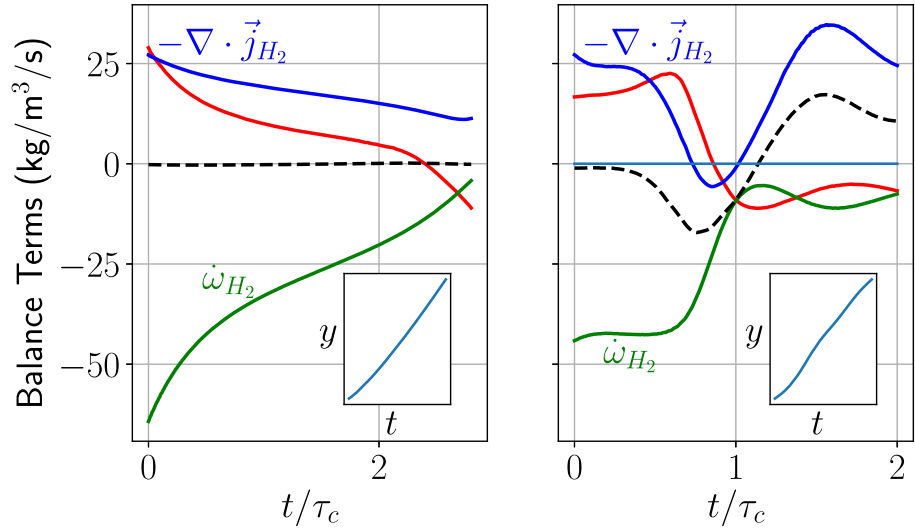 Balance Terms (kg/m³/s)
25
0
−25
−50
−∇ · j⃗_{H₂}
ω̇_{H₂}
y
t
0
2
t/τ_c
−∇ · j⃗_{H₂}
ω̇_{H₂}
y
t
0
1
2
t/τ_c